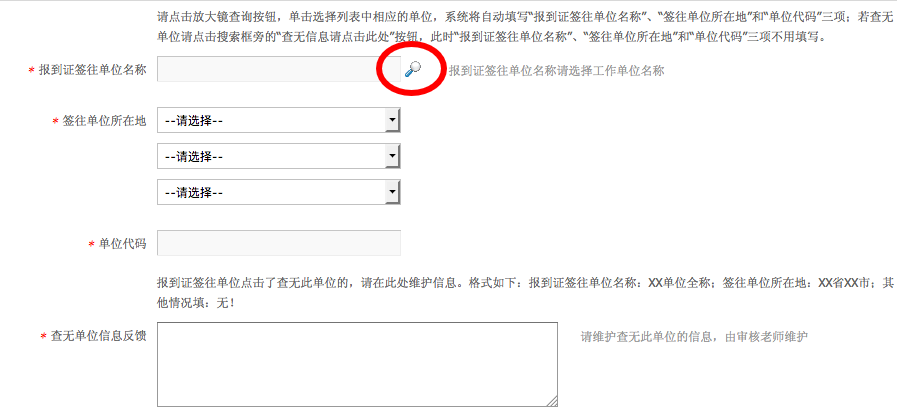 请点击放大镜查询按钮，单击选择列表中相应的单位，系统将自动填写“报到证签往单位名称”、“签往单位所在地”和“单位代码”三项；若查无
单位请点击搜索框旁的“查无信息请点击此处”按钮，此时“报到证签往单位名称”、“签往单位所在地”和“单位代码”三项不用填写。
* 报到证签往单位名称 报到证签往单位名称请选择工作单位名称
* 签往单位所在地 --请选择--
--请选择--
--请选择--
* 单位代码
报到证签往单位点击了查无此单位的，请在此处维护信息。格式如下：报到证签往单位名称：XX单位全称；签往单位所在地：XX省XX市；其
他情况填：无！
* 查无单位信息反馈 请维护查无此单位的信息，由审核老师维护